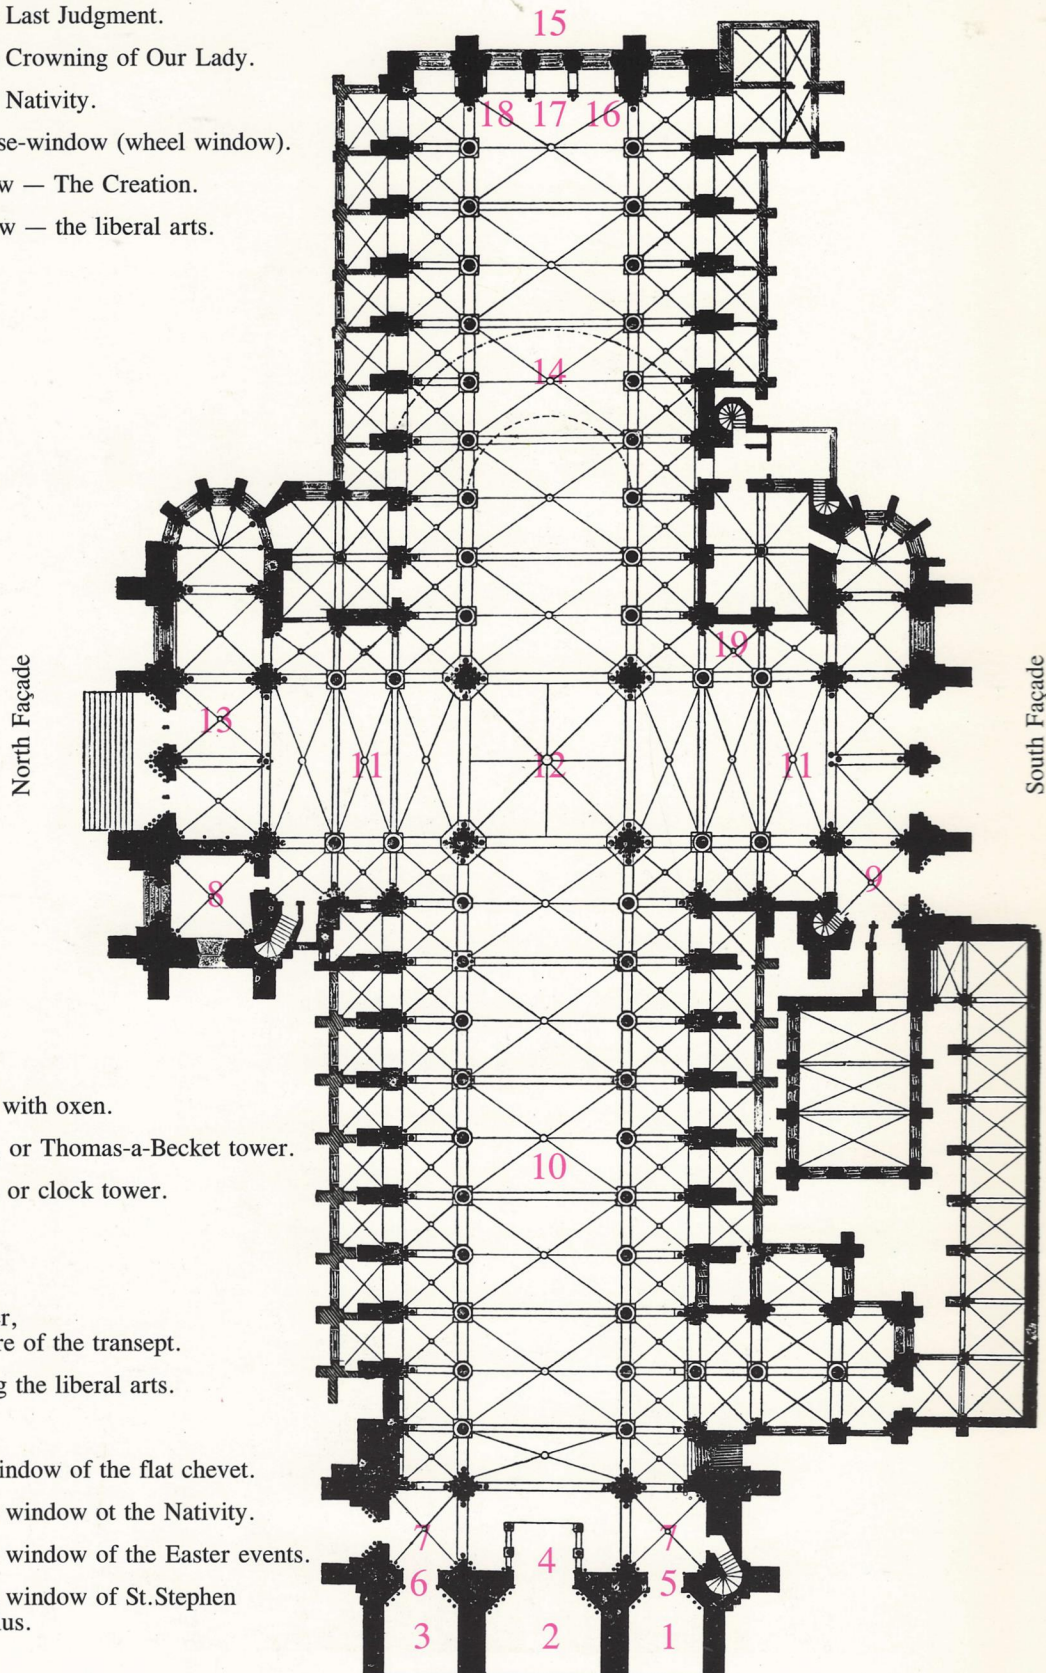 Last Judgment.
Crowning of Our Lady.
Nativity.
se-window (wheel window).
w — The Creation.
w — the liberal arts.
15
18 17 16
14
19
North Façade
South Façade
13
11 12 11
8
9
with oxen.
or Thomas-a-Becket tower.
or clock tower.
10
r,
re of the transept.
g the liberal arts.
indow of the flat chevet.
window ot the Nativity.
window of the Easter events.
window of St.Stephen
us.
7 7
4
6 5
3 2 1